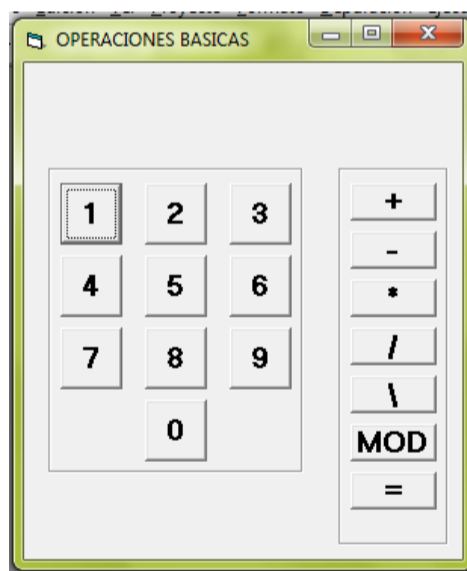 OPERACIONES BASICAS
1 2 3 +
-
4 5 6 *
7 8 9 /
\
0 MOD
=